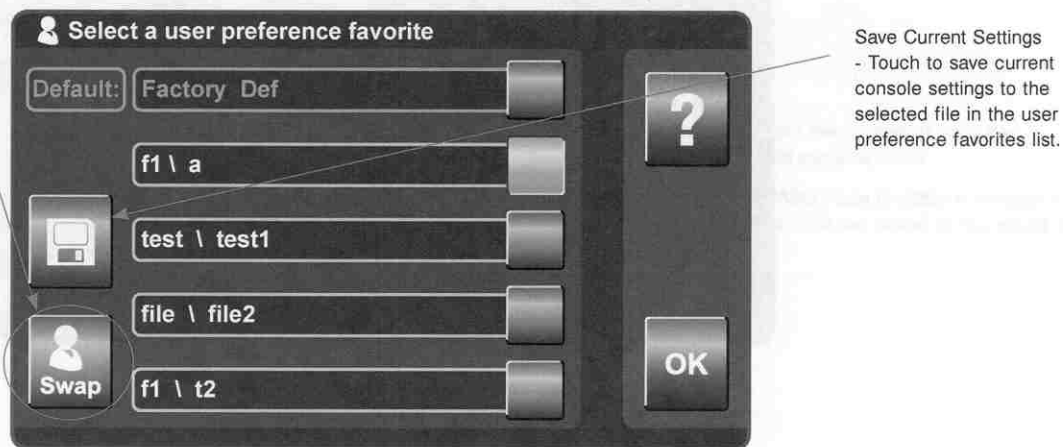 Select a user preference favorite
Default: Factory Def
?
f1 \ a
test \ test1
file \ file2
Swap
f1 \ t2
OK
Save Current Settings
- Touch to save current
console settings to the
selected file in the user
preference favorites list.